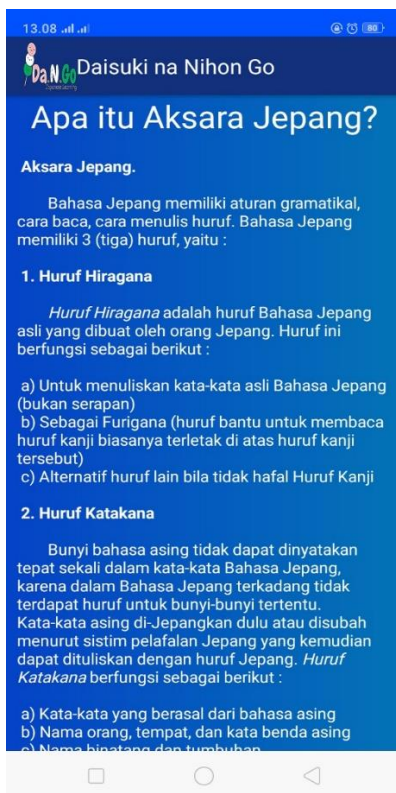 13.08
80
Da.N.Go
Daisuki na Nihon Go
Apa itu Aksara Jepang?
Aksara Jepang.
Bahasa Jepang memiliki aturan gramatikal,
cara baca, cara menulis huruf. Bahasa Jepang
memiliki 3 (tiga) huruf, yaitu :
1. Huruf Hiragana
Huruf Hiragana adalah huruf Bahasa Jepang
asli yang dibuat oleh orang Jepang. Huruf ini
berfungsi sebagai berikut :
a) Untuk menuliskan kata-kata asli Bahasa Jepang
(bukan serapan)
b) Sebagai Furigana (huruf bantu untuk membaca
huruf kanji biasanya terletak di atas huruf kanji
tersebut)
c) Alternatif huruf lain bila tidak hafal Huruf Kanji
2. Huruf Katakana
Bunyi bahasa asing tidak dapat dinyatakan
tepat sekali dalam kata-kata Bahasa Jepang,
karena dalam Bahasa Jepang terkadang tidak
terdapat huruf untuk bunyi-bunyi tertentu.
Kata-kata asing di-Jepangkan dulu atau disubah
menurut sistim pelafalan Jepang yang kemudian
dapat dituliskan dengan huruf Jepang. Huruf
Katakana berfungsi sebagai berikut :
a) Kata-kata yang berasal dari bahasa asing
b) Nama orang, tempat, dan kata benda asing
c) Nama binatang dan tumbuhan